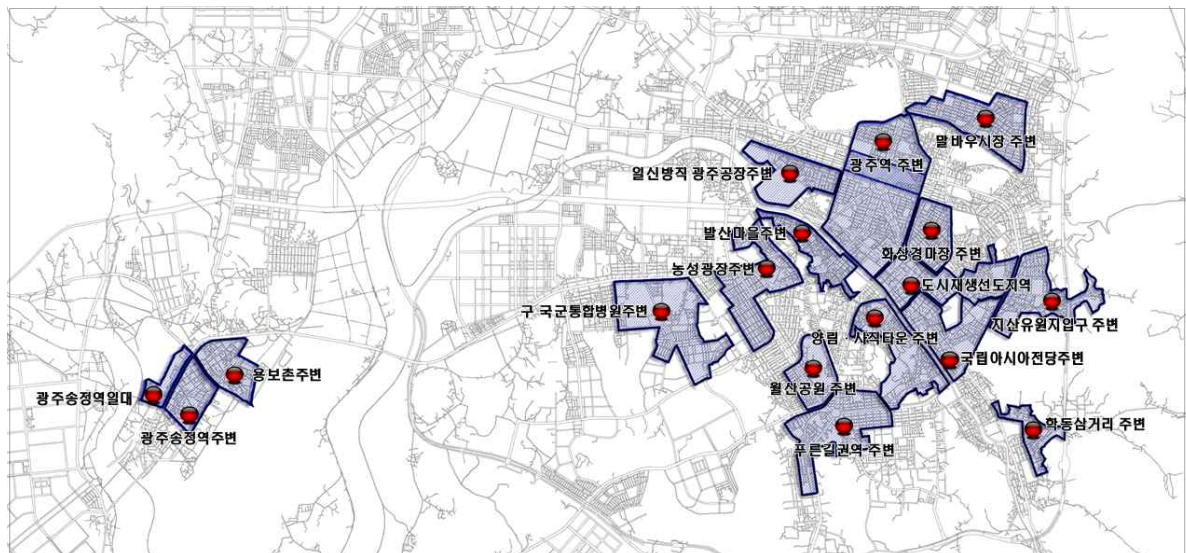 말바우시장 주변
광주역 주변
일신방직 광주공장주변
발산마을주변
화상경마장 주변
농성광장주변
도시재생선도지역
구 국군통합병원주변
지산유원지입구 주변
양림·사직타운 주변
국립아시아전당주변
용보촌주변
월산공원 주변
광주송정역일대
광주송정역주변
학동삼거리 주변
푸른길권역 주변